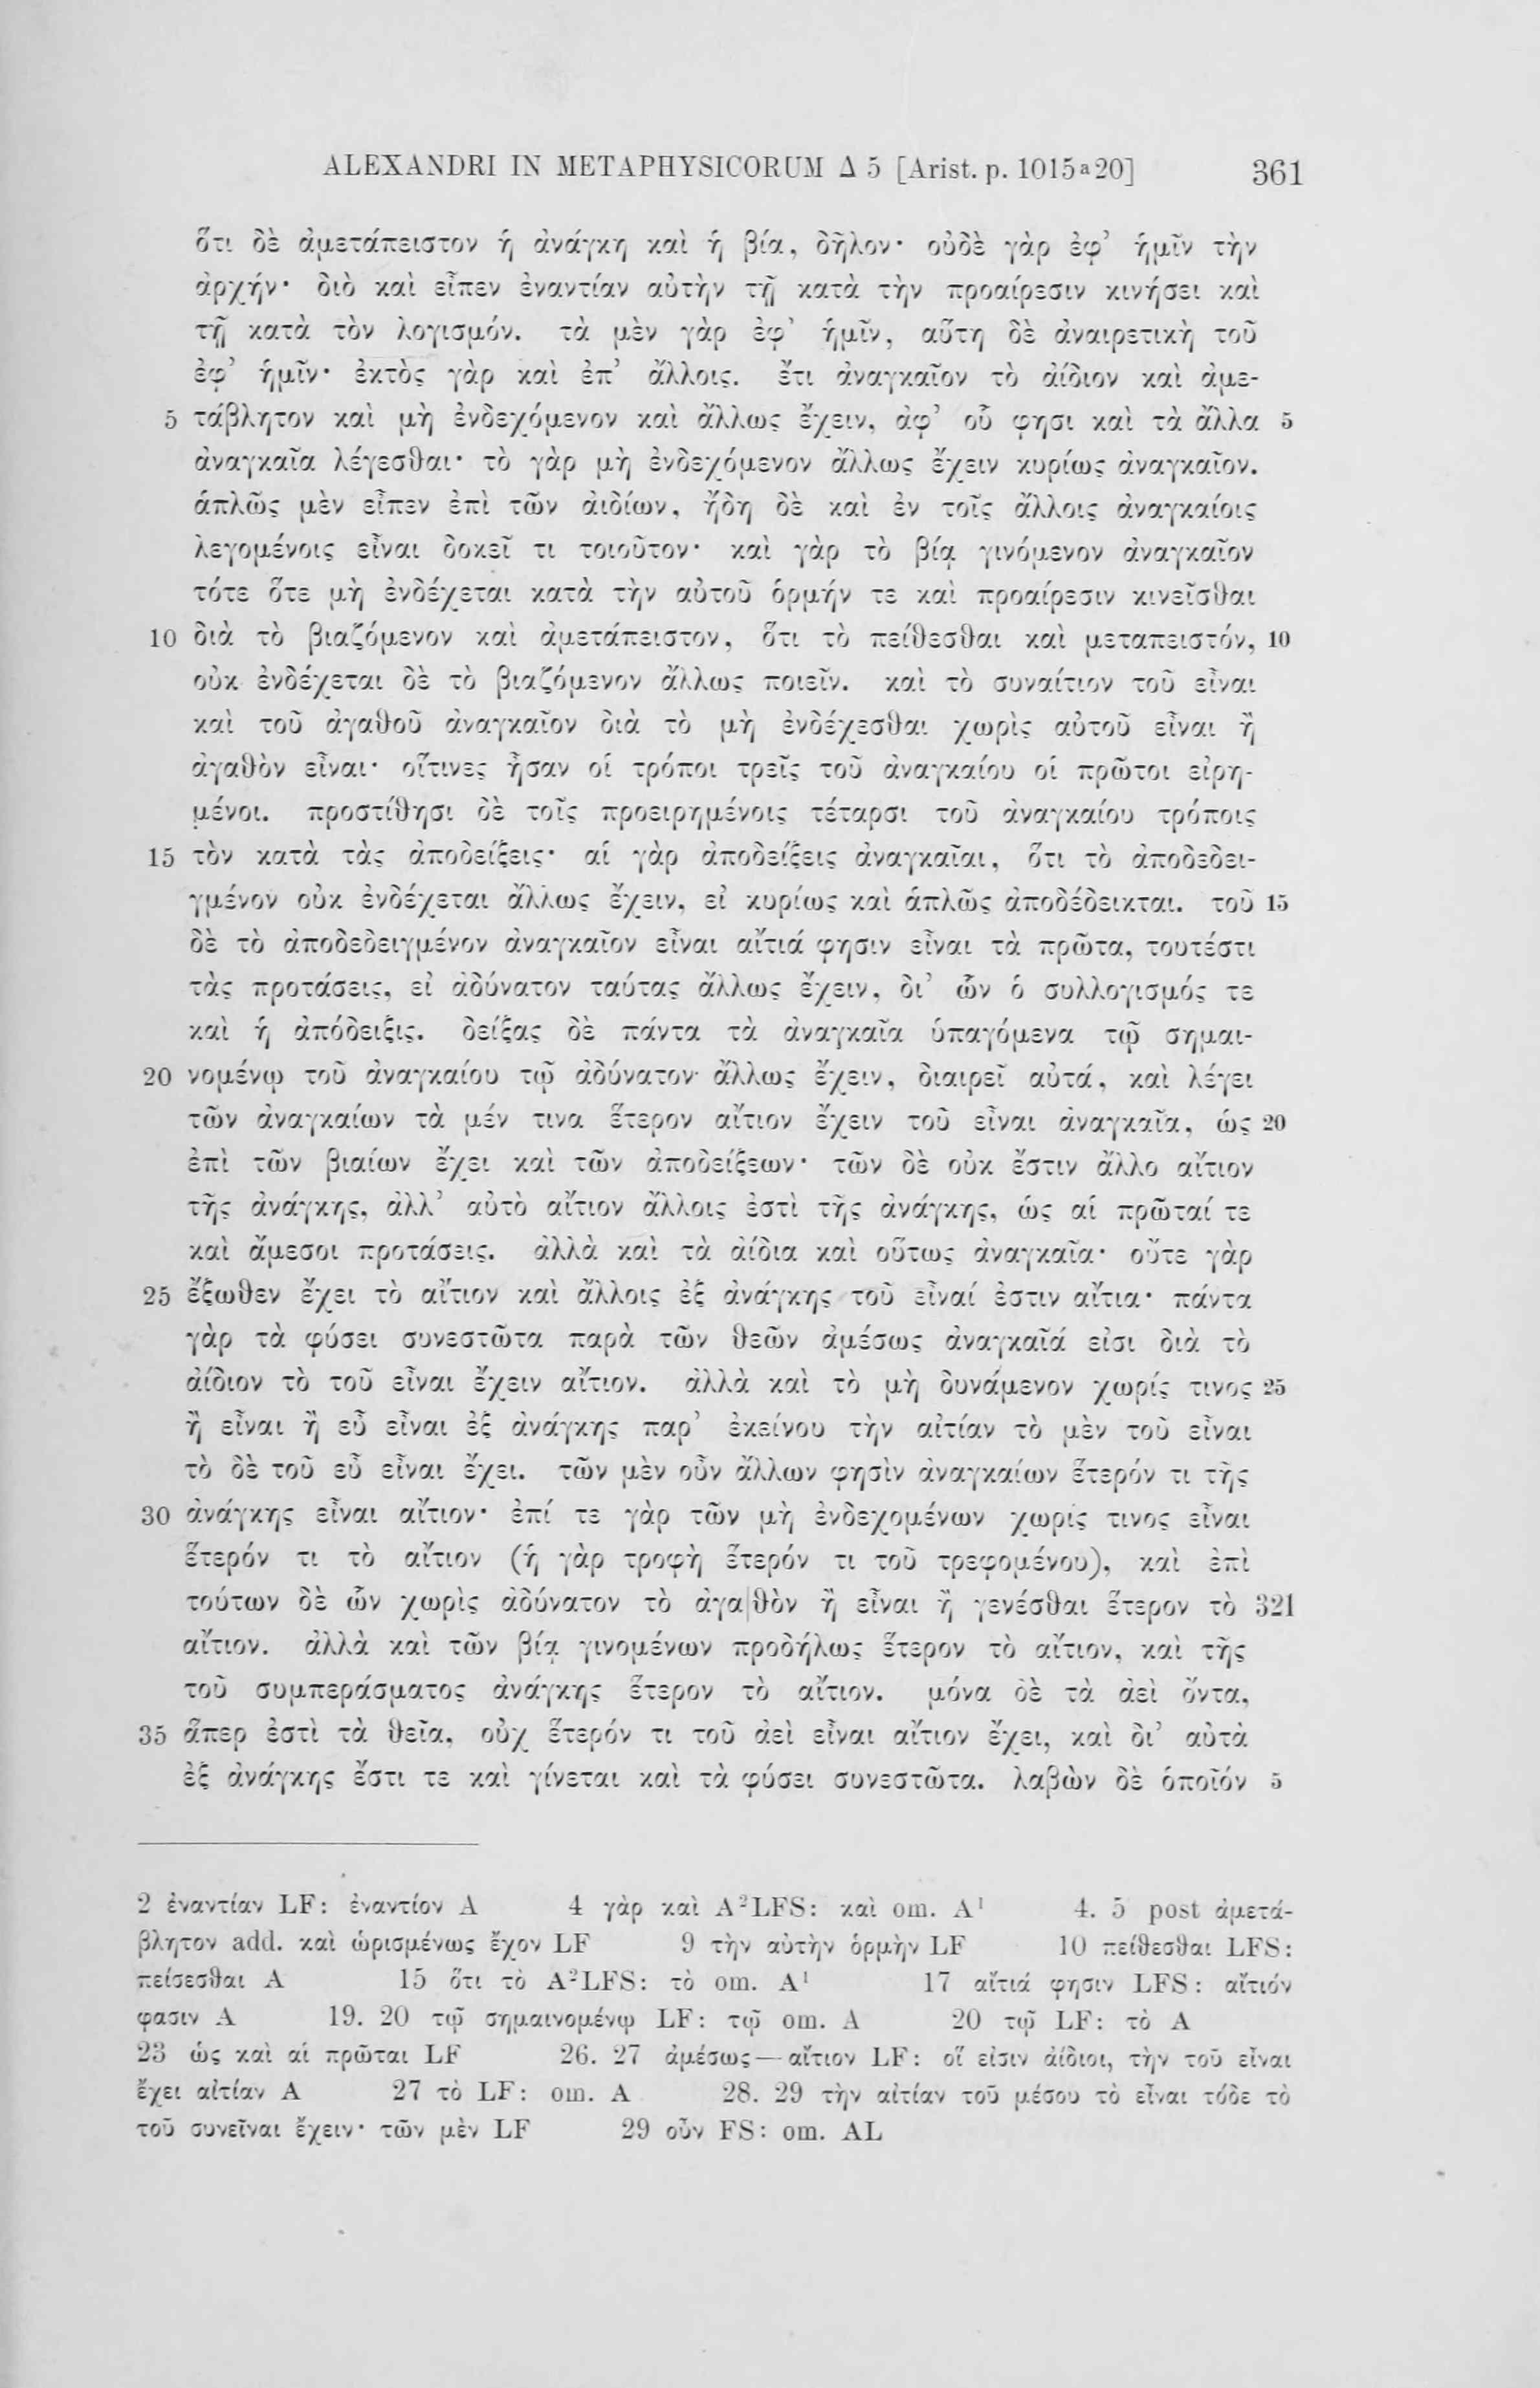 ALEXANDRI IN METAPHYSICORUM Δ 5 [Arist. p. 1015a20] 361
ὅτι δὲ ἀμετάπειστον ἡ ἀνάγκη καὶ ἡ βία, δῆλον· οὐδὲ γὰρ ἐφ’ ἡμῖν τὴν
ἀρχήν· διὸ καὶ εἶπεν ἐναντίαν αὐτὴν τῇ κατὰ τὴν προαίρεσιν κινήσει καὶ
τῇ κατὰ τὸν λογισμόν. τὰ μὲν γὰρ ἐφ’ ἡμῖν, αὕτη δὲ ἀναιρετικὴ τοῦ
ἐφ’ ἡμῖν· ἐκτὸς γὰρ καὶ ἐπ’ ἄλλοις. ἔτι ἀναγκαῖον τὸ ἀίδιον καὶ ἀμε-
5 τάβλητον καὶ μὴ ἐνδεχόμενον καὶ ἄλλως ἔχειν, ἀφ’ οὗ φησι καὶ τὰ ἄλλα 5
ἀναγκαῖα λέγεσθαι· τὸ γὰρ μὴ ἐνδεχόμενον ἄλλως ἔχειν κυρίως ἀναγκαῖον.
ἁπλῶς μὲν εἶπεν ἐπὶ τῶν ἀιδίων, ἤδη δὲ καὶ ἐν τοῖς ἄλλοις ἀναγκαίοις
λεγομένοις εἶναι δοκεῖ τι τοιοῦτον· καὶ γὰρ τὸ βίᾳ γινόμενον ἀναγκαῖον
τότε ὅτε μὴ ἐνδέχεται κατὰ τὴν αὑτοῦ ὁρμήν τε καὶ προαίρεσιν κινεῖσθαι
10 διὰ τὸ βιαζόμενον καὶ ἀμετάπειστον, ὅτι τὸ πείθεσθαι καὶ μεταπειστόν, 10
οὐκ ἐνδέχεται δὲ τὸ βιαζόμενον ἄλλως ποιεῖν. καὶ τὸ συναίτιον τοῦ εἶναι
καὶ τοῦ ἀγαθοῦ ἀναγκαῖον διὰ τὸ μὴ ἐνδέχεσθαι χωρὶς αὐτοῦ εἶναι ἢ
ἀγαθὸν εἶναι· οἵτινες ἦσαν οἱ τρόποι τρεῖς τοῦ ἀναγκαίου οἱ πρῶτοι εἰρη-
μένοι. προστίθησι δὲ τοῖς προειρημένοις τέταρσι τοῦ ἀναγκαίου τρόποις
15 τὸν κατὰ τὰς ἀποδείξεις· αἱ γὰρ ἀποδείξεις ἀναγκαῖαι, ὅτι τὸ ἀποδεδει-
γμένον οὐκ ἐνδέχεται ἄλλως ἔχειν, εἰ κυρίως καὶ ἁπλῶς ἀποδέδεικται. τοῦ 15
δὲ τὸ ἀποδεδειγμένον ἀναγκαῖον εἶναι αἴτιά φησιν εἶναι τὰ πρῶτα, τουτέστι
τὰς προτάσεις, εἰ ἀδύνατον ταύτας ἄλλως ἔχειν, δι’ ὧν ὁ συλλογισμός τε
καὶ ἡ ἀπόδειξις. δείξας δὲ πάντα τὰ ἀναγκαῖα ὑπαγόμενα τῷ σημαι-
20 νομένῳ τοῦ ἀναγκαίου τῷ ἀδύνατον ἄλλως ἔχειν, διαιρεῖ αὐτά, καὶ λέγει
τῶν ἀναγκαίων τὰ μέν τινα ἕτερον αἴτιον ἔχειν τοῦ εἶναι ἀναγκαῖα, ὡς 20
ἐπὶ τῶν βιαίων ἔχει καὶ τῶν ἀποδείξεων· τῶν δὲ οὐκ ἔστιν ἄλλο αἴτιον
τῆς ἀνάγκης, ἀλλ’ αὐτὸ αἴτιον ἄλλοις ἐστὶ τῆς ἀνάγκης, ὡς αἱ πρῶταί τε
καὶ ἄμεσοι προτάσεις. ἀλλὰ καὶ τὰ ἀίδια καὶ οὕτως ἀναγκαῖα· οὔτε γὰρ
25 ἔξωθεν ἔχει τὸ αἴτιον καὶ ἄλλοις ἐξ ἀνάγκης τοῦ εἶναί ἐστιν αἴτια· πάντα
γὰρ τὰ φύσει συνεστῶτα παρὰ τῶν θεῶν ἀμέσως ἀναγκαῖά εἰσι διὰ τὸ
ἀίδιον τὸ τοῦ εἶναι ἔχειν αἴτιον. ἀλλὰ καὶ τὸ μὴ δυνάμενον χωρίς τινος 25
ἢ εἶναι ἢ εὖ εἶναι ἐξ ἀνάγκης παρ’ ἐκείνου τὴν αἰτίαν τὸ μὲν τοῦ εἶναι
τὸ δὲ τοῦ εὖ εἶναι ἔχει. τῶν μὲν οὖν ἄλλων φησὶν ἀναγκαίων ἕτερόν τι τῆς
30 ἀνάγκης εἶναι αἴτιον· ἐπί τε γὰρ τῶν μὴ ἐνδεχομένων χωρίς τινος εἶναι
ἕτερόν τι τὸ αἴτιον (ἡ γὰρ τροφὴ ἕτερόν τι τοῦ τρεφομένου), καὶ ἐπὶ
τούτων δὲ ὧν χωρὶς ἀδύνατον τὸ ἀγα|θὸν ἢ εἶναι ἢ γενέσθαι ἕτερον τὸ 321
αἴτιον. ἀλλὰ καὶ τῶν βίᾳ γινομένων προδήλως ἕτερον τὸ αἴτιον, καὶ τῆς
τοῦ συμπεράσματος ἀνάγκης ἕτερον τὸ αἴτιον. μόνα δὲ τὰ ἀεὶ ὄντα,
35 ἅπερ ἐστὶ τὰ θεῖα, οὐχ ἕτερόν τι τοῦ ἀεὶ εἶναι αἴτιον ἔχει, καὶ δι’ αὐτὰ
ἐξ ἀνάγκης ἔστι τε καὶ γίνεται καὶ τὰ φύσει συνεστῶτα. λαβὼν δὲ ὁποῖόν 5
2 ἐναντίαν LF: ἐναντίον A 4 γὰρ καὶ A²LFS: καὶ om. A¹ 4. 5 post ἀμετά-
βλητον add. καὶ ὡρισμένως ἔχον LF 9 τὴν αὐτὴν ὁρμὴν LF 10 πείθεσθαι LFS:
πείσεσθαι A 15 ὅτι τὸ A²LFS: τὸ om. A¹ 17 αἴτιά φησιν LFS: αἴτιόν
φασιν A 19. 20 τῷ σημαινομένῳ LF: τῷ om. A 20 τῷ LF: τὸ A
23 ὡς καὶ αἱ πρῶται LF 26. 27 ἀμέσως—αἴτιον LF: οἵ εἰσιν ἀίδιοι, τὴν τοῦ εἶναι
ἔχει αἰτίαν A 27 τὸ LF: om. A 28. 29 τὴν αἰτίαν τοῦ μέσου τὸ εἶναι τόδε τὸ
τοῦ συνεῖναι ἔχειν· τῶν μὲν LF 29 οὖν FS: om. AL